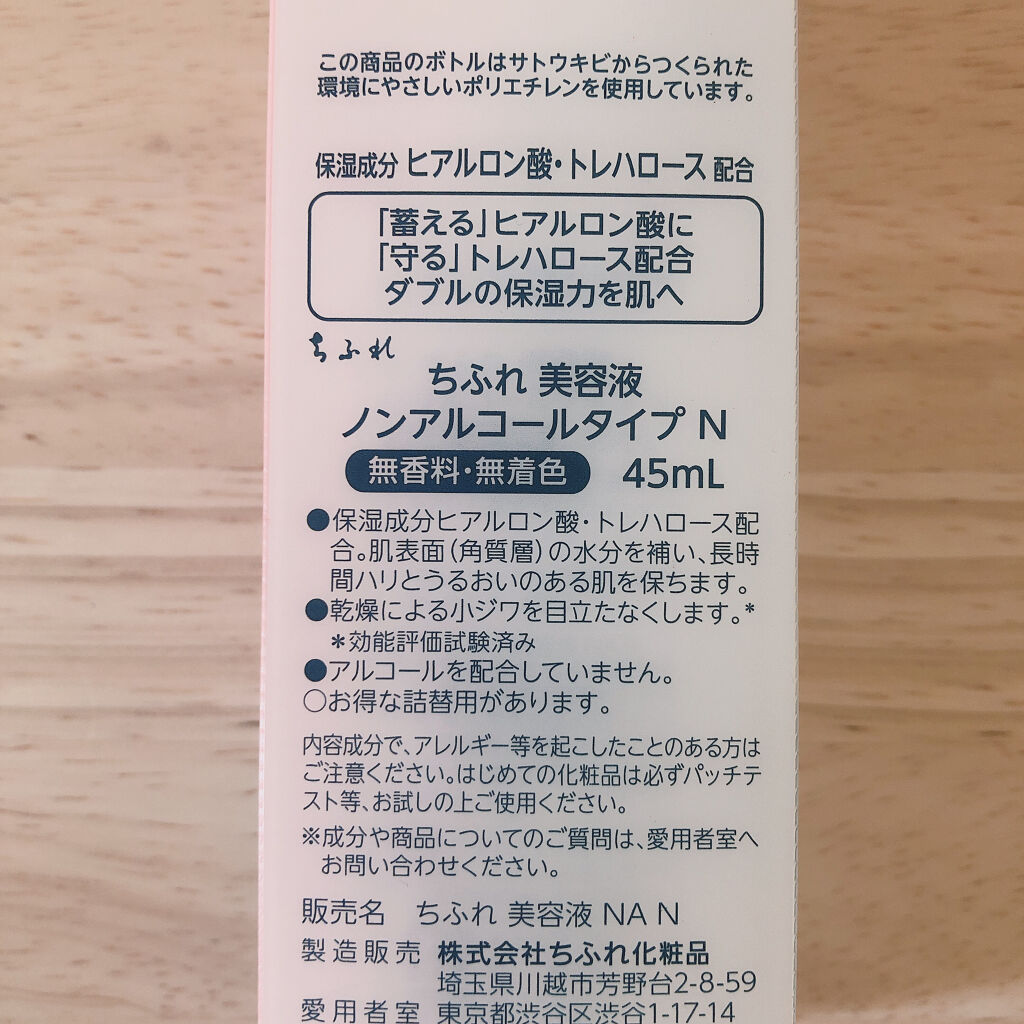 この商品のボトルはサトウキビからつくられた
環境にやさしいポリエチレンを使用しています。
保湿成分 ヒアルロン酸・トレハロース 配合
「蓄える」ヒアルロン酸に
「守る」トレハロース配合
ダブルの保湿力を肌へ
ちふれ
ちふれ 美容液
ノンアルコールタイプ N
無香料・無着色 45mL
●保湿成分ヒアルロン酸・トレハロース配
合。肌表面(角質層)の水分を補い、長時
間ハリとうるおいのある肌を保ちます。
●乾燥による小ジワを目立たなくします。*
*効能評価試験済み
●アルコールを配合していません。
○お得な詰替用があります。
内容成分で、アレルギー等を起こしたことのある方は
ご注意ください。はじめての化粧品は必ずパッチテ
スト等、お試しの上ご使用ください。
※成分や商品についてのご質問は、愛用者室へ
お問い合わせください。
販売名 ちふれ 美容液 NA N
製造販売 株式会社ちふれ化粧品
埼玉県川越市芳野台2-8-59
愛用者室 東京都渋谷区渋谷1-17-14